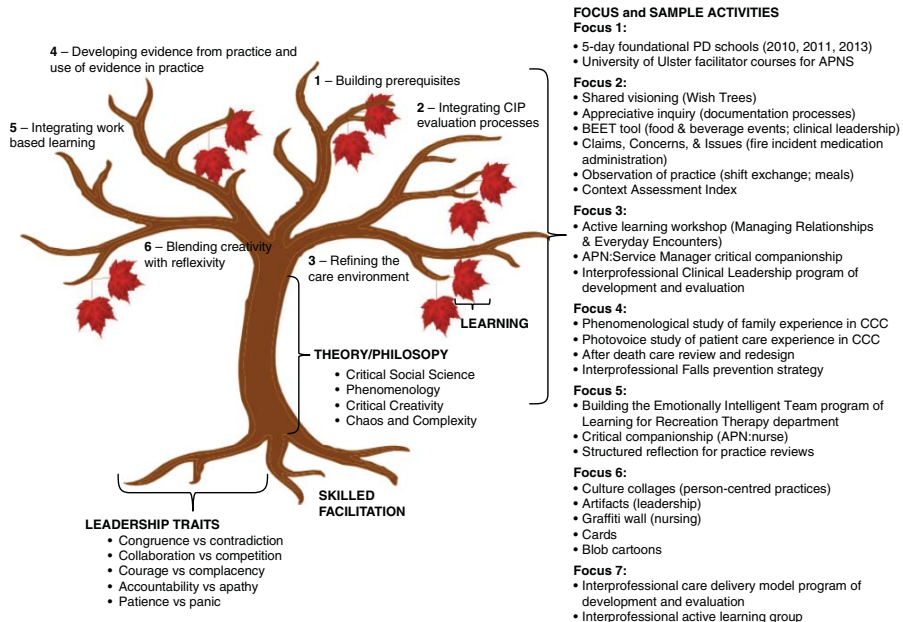 4 – Developing evidence from practice and
use of evidence in practice
1 – Building prerequisites
2 – Integrating CIP
evaluation processes
5 – Integrating work
based learning
6 – Blending creativity
with reflexivity
3 – Refining the
care environment
LEARNING
THEORY/PHILOSOPY
• Critical Social Science
• Phenomenology
• Critical Creativity
• Chaos and Complexity
SKILLED
FACILITATION
LEADERSHIP TRAITS
• Congruence vs contradiction
• Collaboration vs competition
• Courage vs complacency
• Accountability vs apathy
• Patience vs panic
FOCUS and SAMPLE ACTIVITIES
Focus 1:
• 5-day foundational PD schools (2010, 2011, 2013)
• University of Ulster facilitator courses for APNS
Focus 2:
• Shared visioning (Wish Trees)
• Appreciative inquiry (documentation processes)
• BEET tool (food & beverage events; clinical leadership)
• Claims, Concerns, & Issues (fire incident medication
administration)
• Observation of practice (shift exchange; meals)
• Context Assessment Index
Focus 3:
• Active learning workshop (Managing Relationships
& Everyday Encounters)
• APN:Service Manager critical companionship
• Interprofessional Clinical Leadership program of
development and evaluation
Focus 4:
• Phenomenological study of family experience in CCC
• Photovoice study of patient care experience in CCC
• After death care review and redesign
• Interprofessional Falls prevention strategy
Focus 5:
• Building the Emotionally Intelligent Team program of
Learning for Recreation Therapy department
• Critical companionship (APN:nurse)
• Structured reflection for practice reviews
Focus 6:
• Culture collages (person-centred practices)
• Artifacts (leadership)
• Graffiti wall (nursing)
• Cards
• Blob cartoons
Focus 7:
• Interprofessional care delivery model program of
development and evaluation
• Interprofessional active learning group